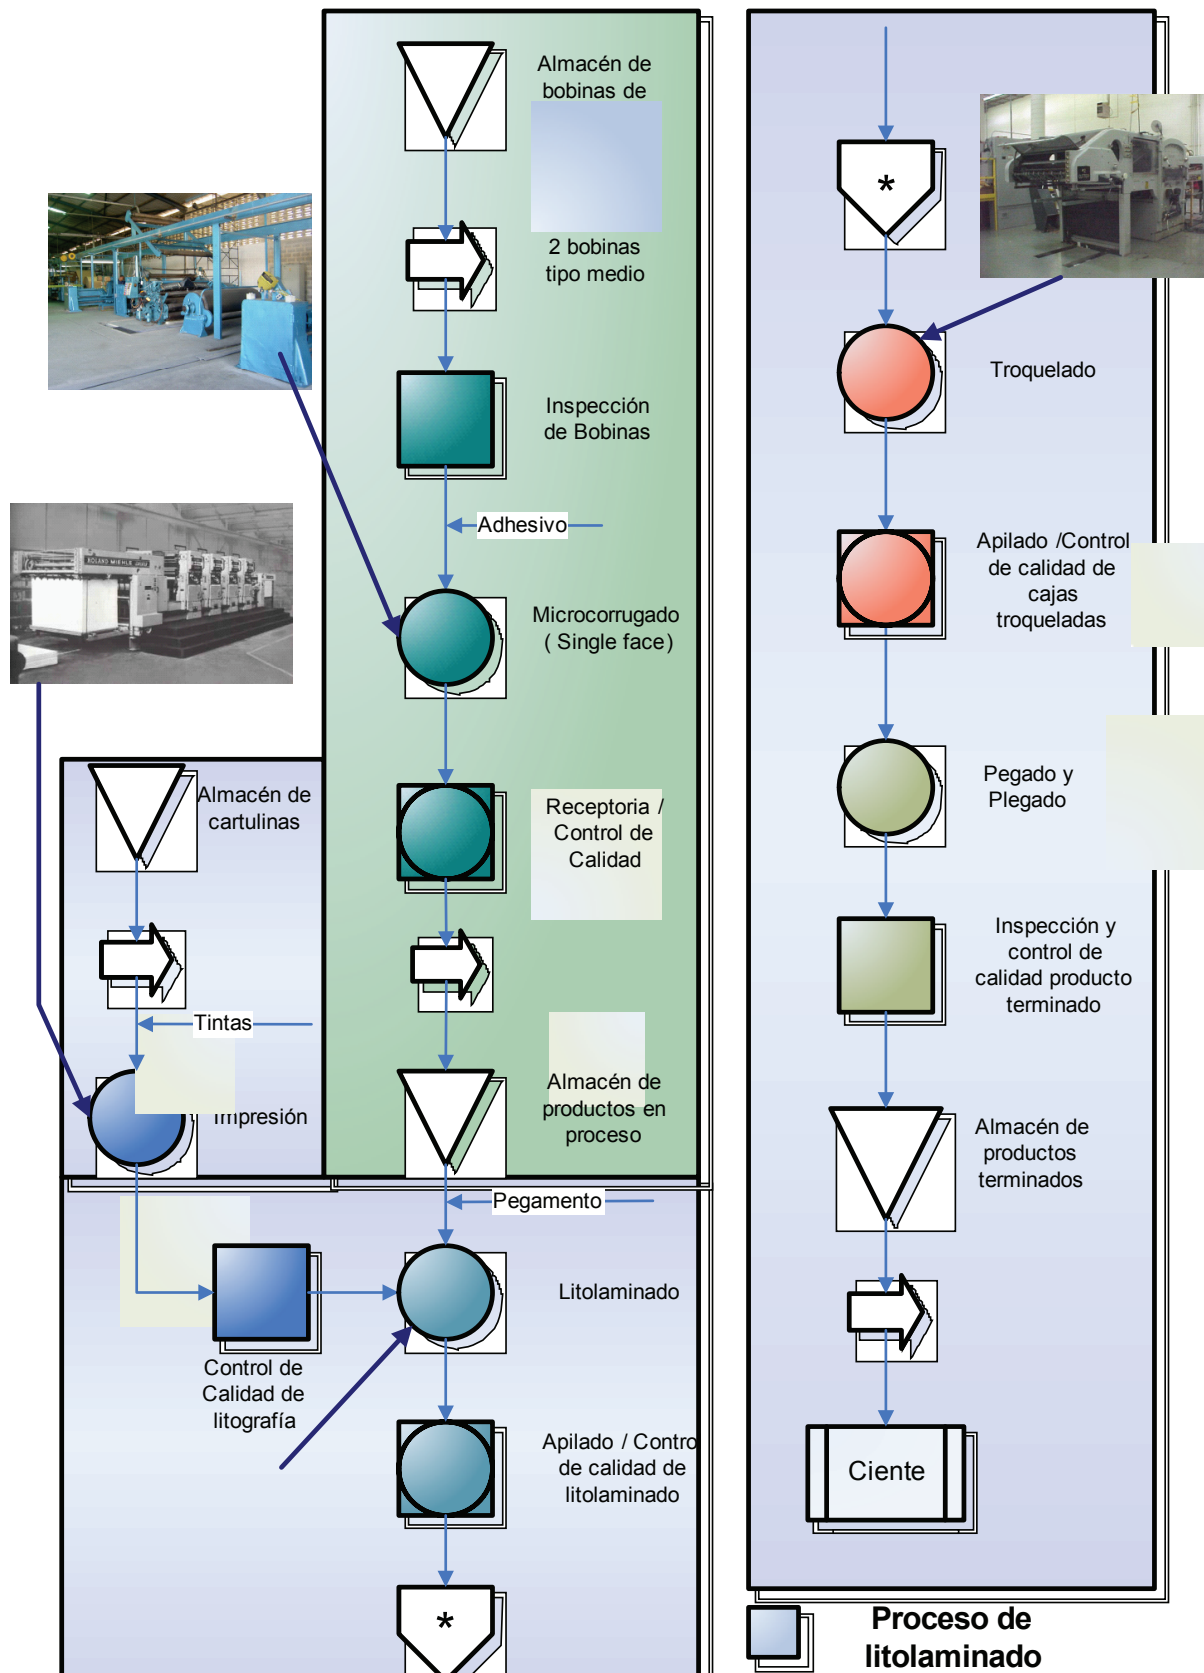 Almacén de
bobinas de
2 bobinas
tipo medio
Inspección
de Bobinas
Adhesivo
Microcorrugado
( Single face)
Receptoria /
Control de
Calidad
Almacén de
productos en
proceso
ROLAND MIEHLE
Almacén de
cartulinas
Tintas
Impresión
Pegamento
Litolaminado
Control de
Calidad de
litografía
Apilado / Contro
de calidad de
litolaminado
*
*
Troquelado
Apilado /Control
de calidad de
cajas
troqueladas
Pegado y
Plegado
Inspección y
control de
calidad producto
terminado
Almacén de
productos
terminados
Ciente
Proceso de
litolaminado